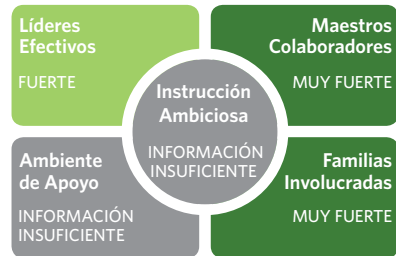 Líderes
Efectivos
FUERTE
Maestros
Colaboradores
MUY FUERTE
Instrucción
Ambiciosa
INFORMACIÓN
INSUFICIENTE
Ambiente
de Apoyo
INFORMACIÓN
INSUFICIENTE
Familias
Involucradas
MUY FUERTE